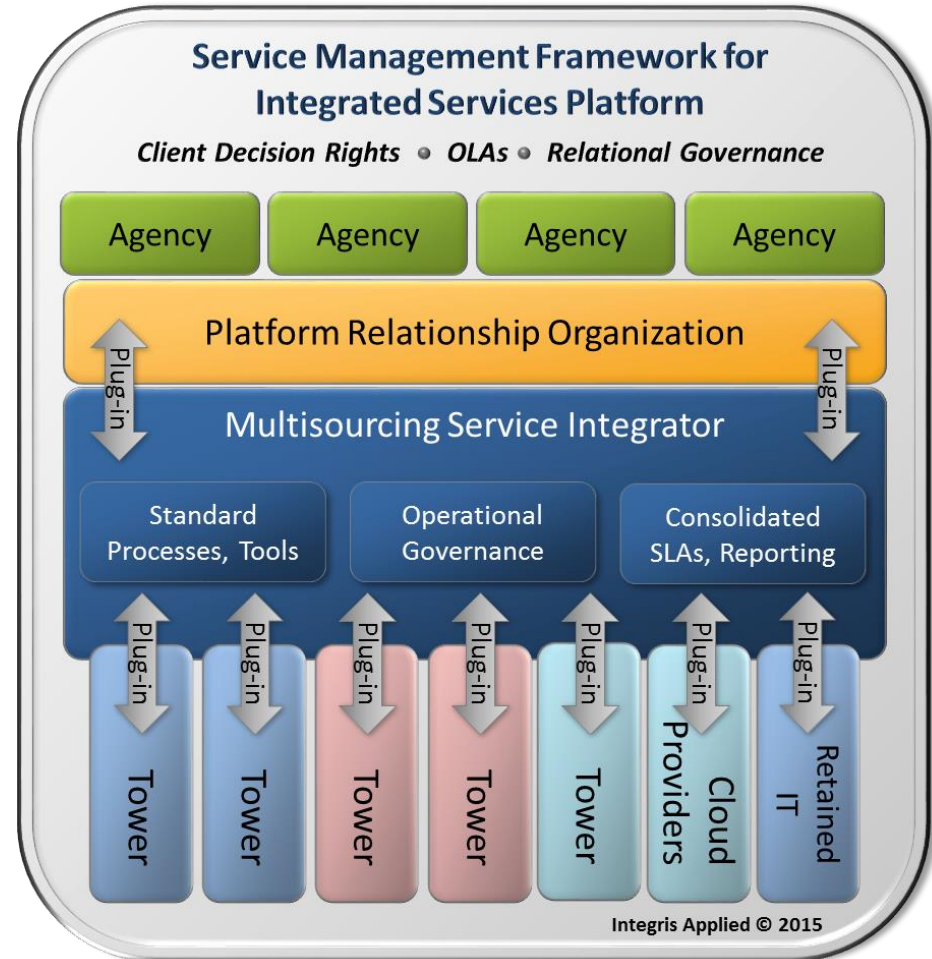 Service Management Framework for
Integrated Services Platform
Client Decision Rights • OLAs • Relational Governance
Agency
Agency
Agency
Agency
Platform Relationship Organization
Plug-in
Plug-in
Multisourcing Service Integrator
Standard
Processes, Tools
Operational
Governance
Consolidated
SLAs, Reporting
Plug-in
Plug-in
Plug-in
Plug-in
Plug-in
Plug-in
Plug-in
Tower
Tower
Tower
Tower
Tower
Cloud
Providers
Retained
IT
Integris Applied © 2015